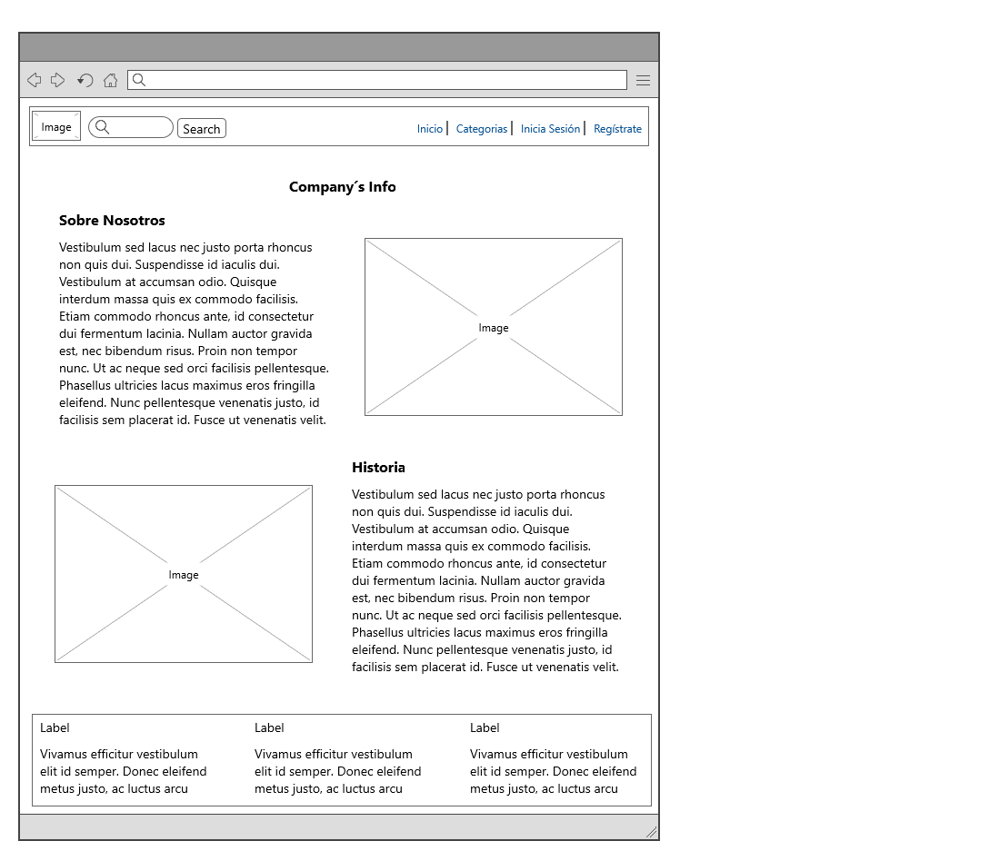 Image Search Inicio Categorias Inicia Sesión Regístrate
Company´s Info
Sobre Nosotros
Vestibulum sed lacus nec justo porta rhoncus
non quis dui. Suspendisse id iaculis dui.
Vestibulum at accumsan odio. Quisque
interdum massa quis ex commodo facilisis.
Etiam commodo rhoncus ante, id consectetur
dui fermentum lacinia. Nullam auctor gravida
est, nec bibendum risus. Proin non tempor
nunc. Ut ac neque sed orci facilisis pellentesque.
Phasellus ultricies lacus maximus eros fringilla
eleifend. Nunc pellentesque venenatis justo, id
facilisis sem placerat id. Fusce ut venenatis velit.
Image
Image
Historia
Vestibulum sed lacus nec justo porta rhoncus
non quis dui. Suspendisse id iaculis dui.
Vestibulum at accumsan odio. Quisque
interdum massa quis ex commodo facilisis.
Etiam commodo rhoncus ante, id consectetur
dui fermentum lacinia. Nullam auctor gravida
est, nec bibendum risus. Proin non tempor
nunc. Ut ac neque sed orci facilisis pellentesque.
Phasellus ultricies lacus maximus eros fringilla
eleifend. Nunc pellentesque venenatis justo, id
facilisis sem placerat id. Fusce ut venenatis velit.
Label
Vivamus efficitur vestibulum
elit id semper. Donec eleifend
metus justo, ac luctus arcu
Label
Vivamus efficitur vestibulum
elit id semper. Donec eleifend
metus justo, ac luctus arcu
Label
Vivamus efficitur vestibulum
elit id semper. Donec eleifend
metus justo, ac luctus arcu